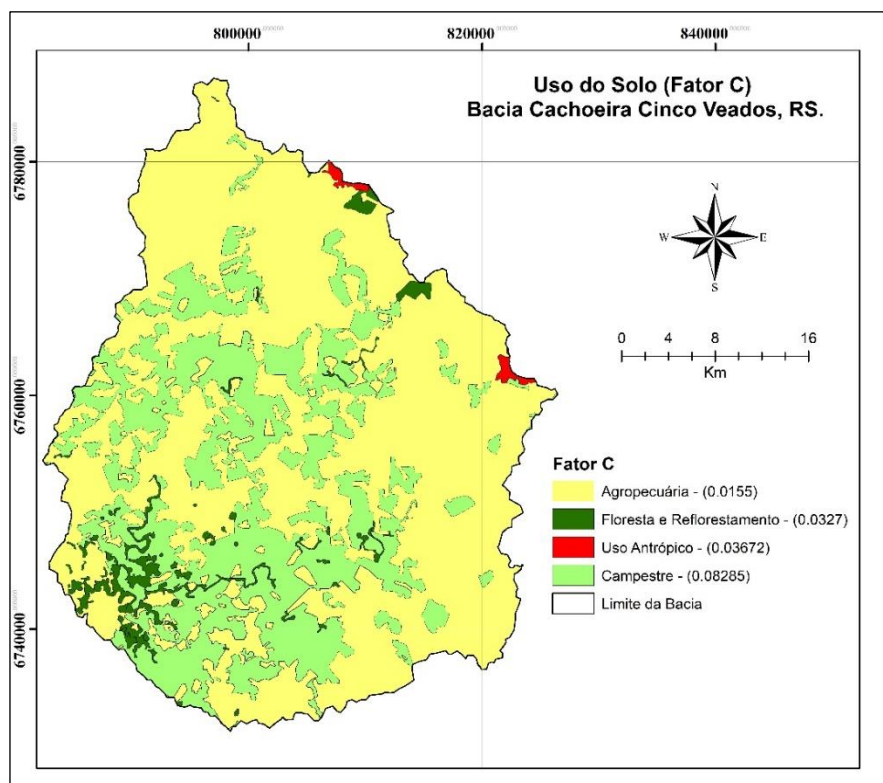 800000
820000
840000
Uso do Solo (Fator C)
Bacia Cachoeira Cinco Veados, RS.
6780000
6760000
6740000
N
W
E
S
0 4 8 16
Km
Fator C
Agropecuária - (0.0155)
Floresta e Reflorestamento - (0.0327)
Uso Antrópico - (0.03672)
Campestre - (0.08285)
Limite da Bacia